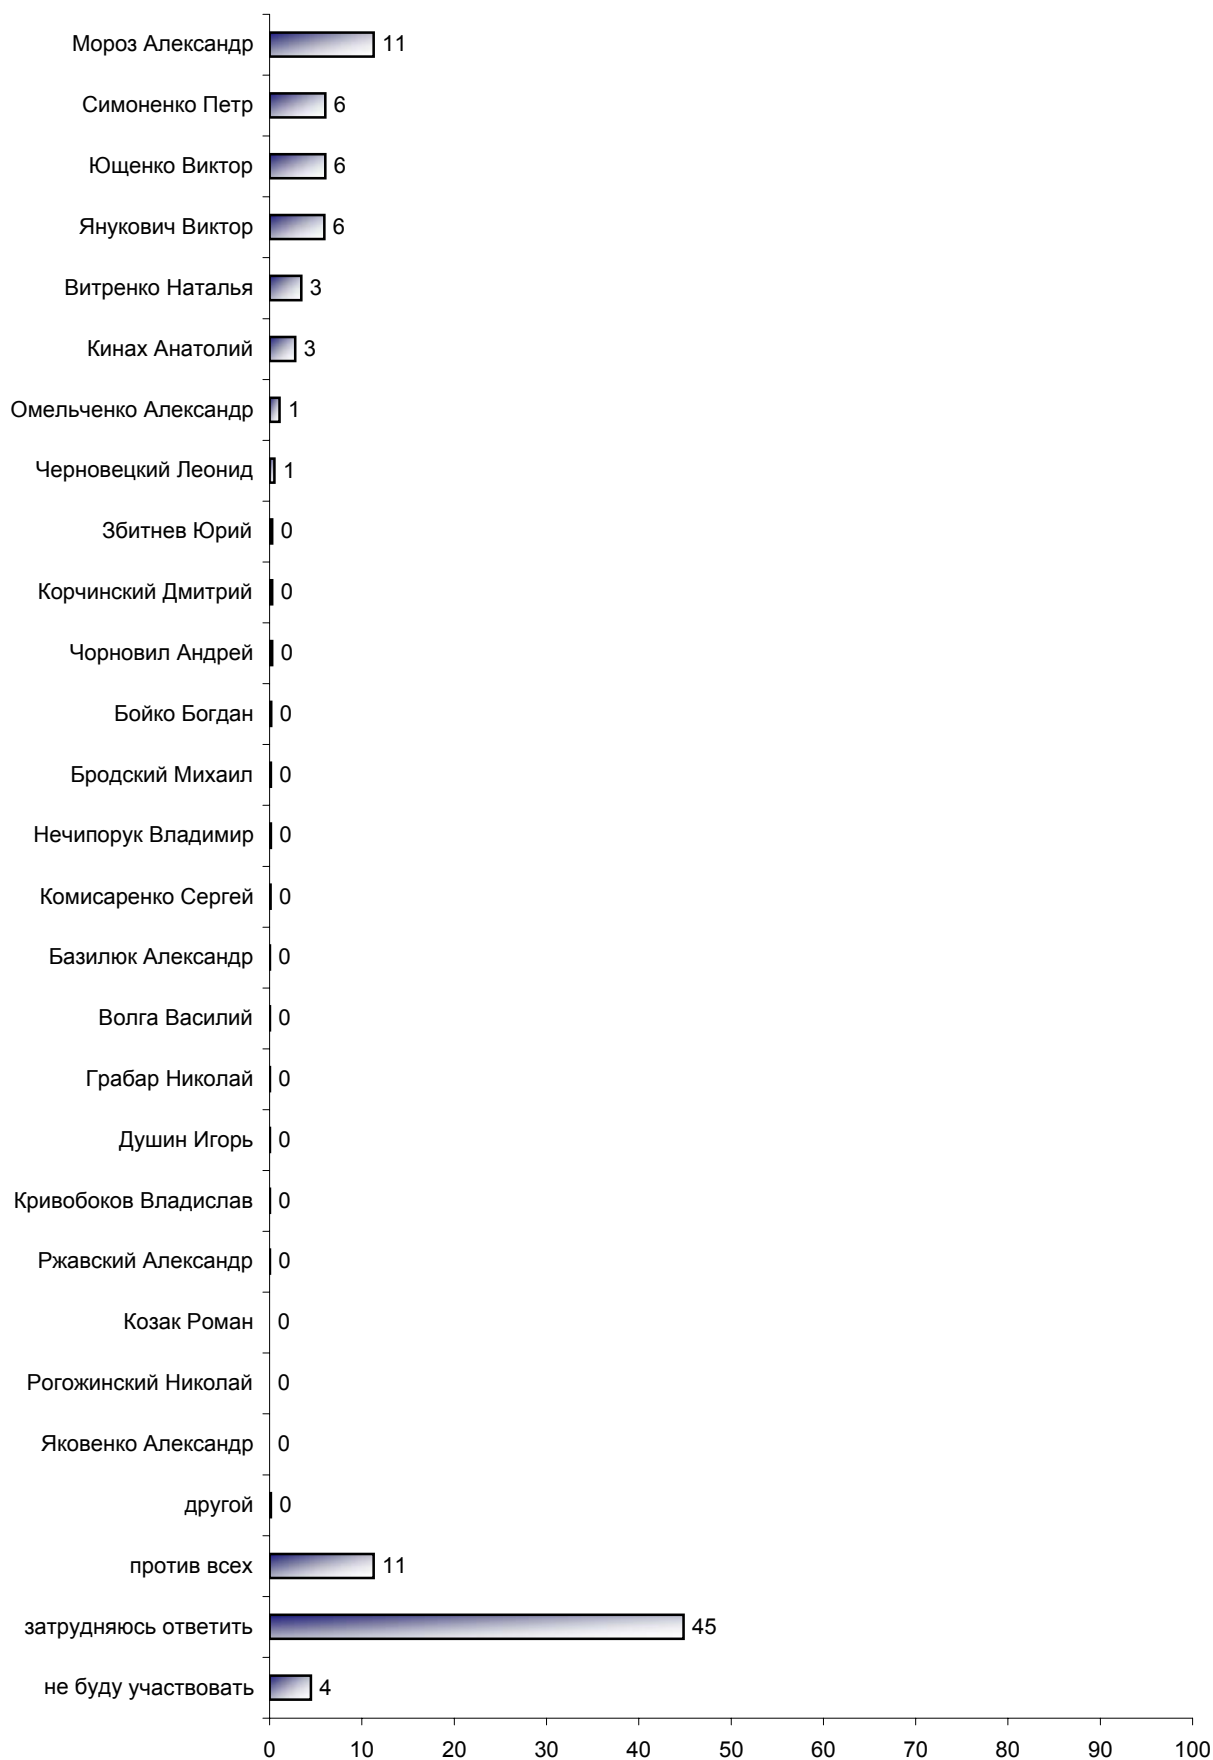 Мороз Александр 11
Симоненко Петр 6
Ющенко Виктор 6
Янукович Виктор 6
Витренко Наталья 3
Кинах Анатолий 3
Омельченко Александр 1
Черновецкий Леонид 1
Збитнев Юрий 0
Корчинский Дмитрий 0
Чорновил Андрей 0
Бойко Богдан 0
Бродский Михаил 0
Нечипорук Владимир 0
Комисаренко Сергей 0
Базилюк Александр 0
Волга Василий 0
Грабар Николай 0
Душин Игорь 0
Кривобоков Владислав 0
Ржавский Александр 0
Козак Роман 0
Рогожинский Николай 0
Яковенко Александр 0
другой 0
против всех 11
затрудняюсь ответить 45
не буду участвовать 4
0 10 20 30 40 50 60 70 80 90 100